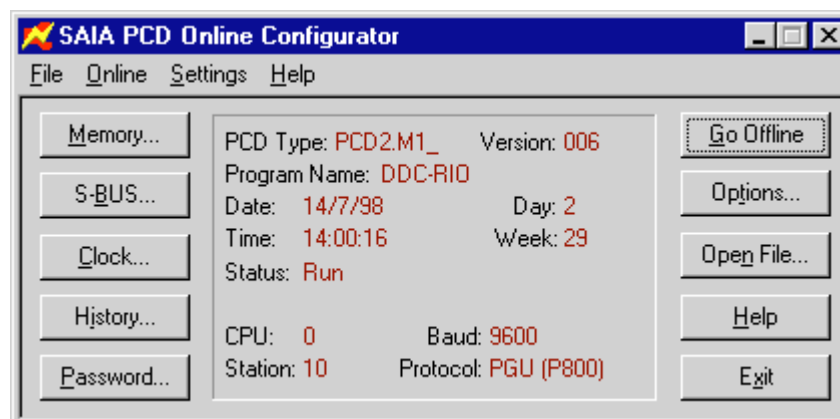 SAIA PCD Online Configurator
File Online Settings Help
Memory...
S-BUS...
Clock...
History...
Password...
PCD Type: PCD2.M1_ Version: 006
Program Name: DDC-RIO
Date: 14/7/98 Day: 2
Time: 14:00:16 Week: 29
Status: Run
CPU: 0 Baud: 9600
Station: 10 Protocol: PGU (P800)
Go Offline
Options...
Open File...
Help
Exit